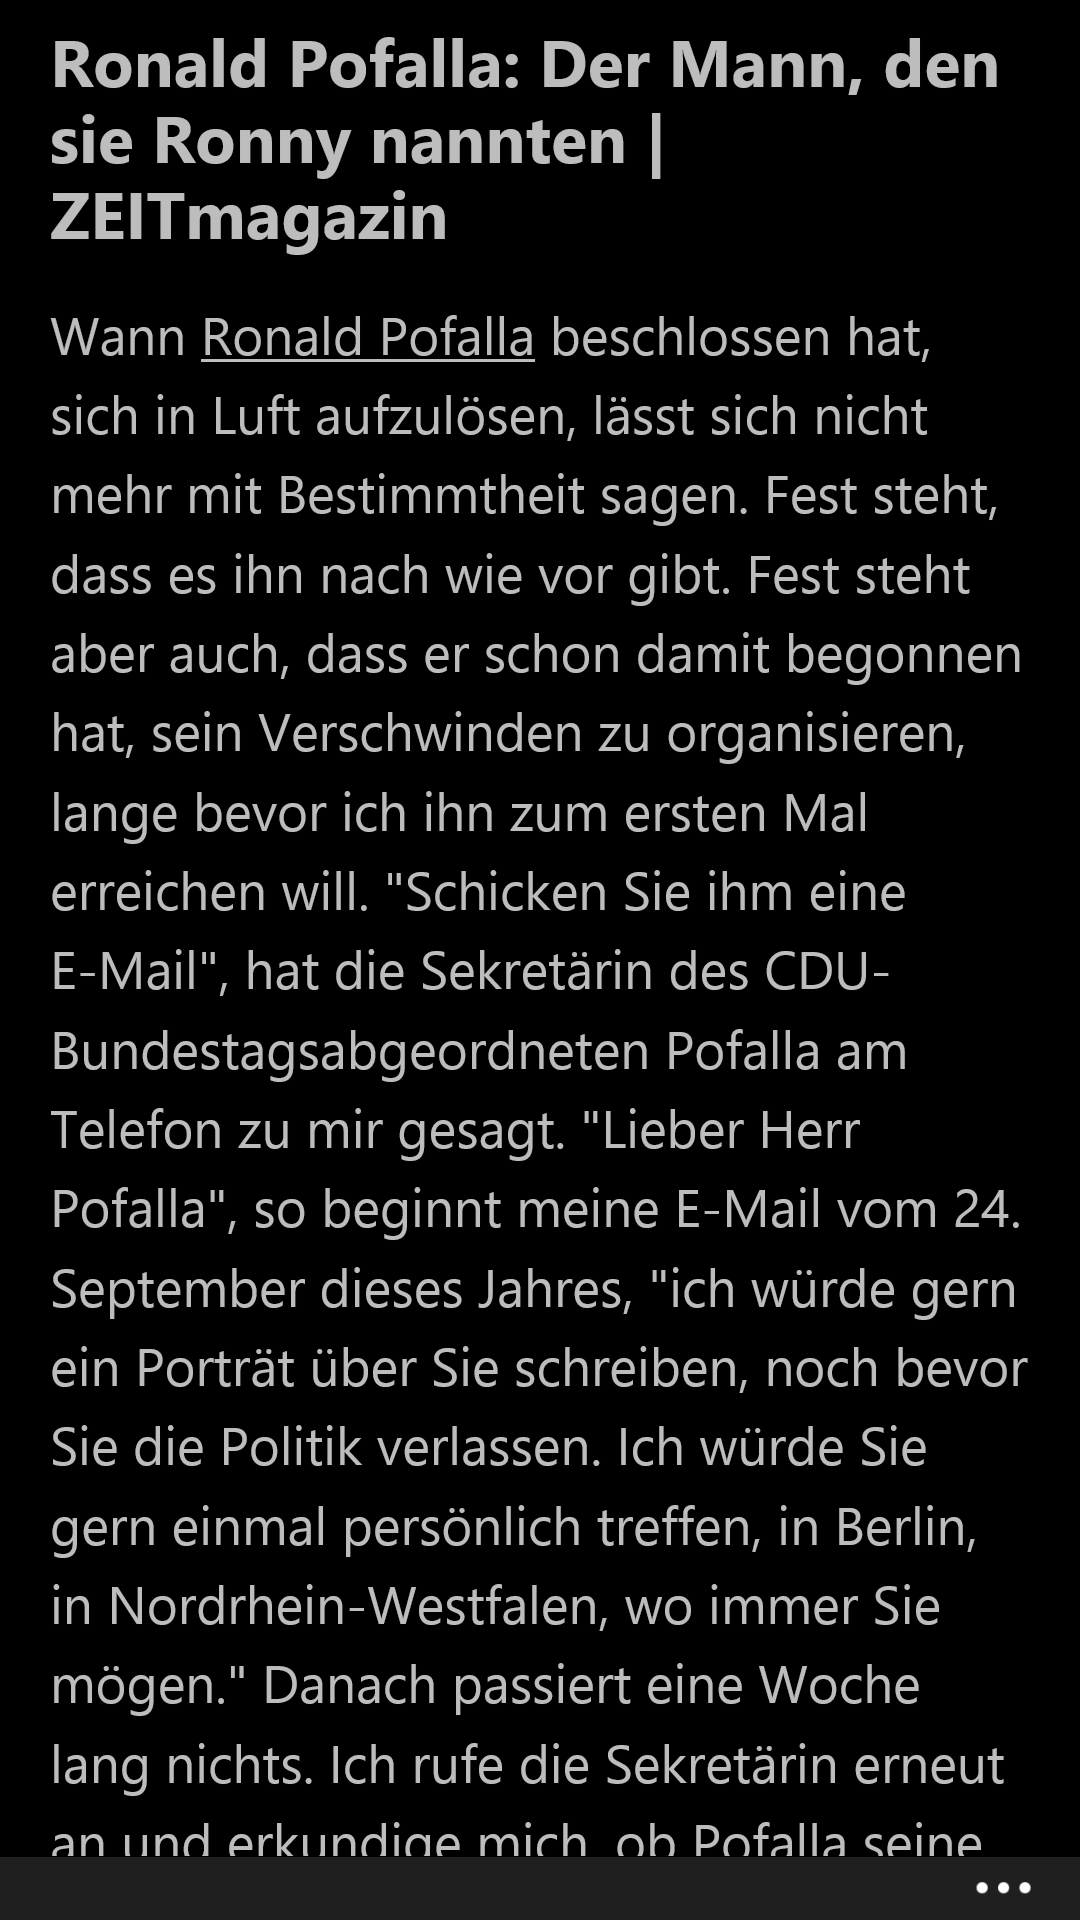 Ronald Pofalla: Der Mann, den
sie Ronny nannten |
ZEITmagazin
Wann Ronald Pofalla beschlossen hat,
sich in Luft aufzulösen, lässt sich nicht
mehr mit Bestimmtheit sagen. Fest steht,
dass es ihn nach wie vor gibt. Fest steht
aber auch, dass er schon damit begonnen
hat, sein Verschwinden zu organisieren,
lange bevor ich ihn zum ersten Mal
erreichen will. "Schicken Sie ihm eine
E-Mail", hat die Sekretärin des CDU-
Bundestagsabgeordneten Pofalla am
Telefon zu mir gesagt. "Lieber Herr
Pofalla", so beginnt meine E-Mail vom 24.
September dieses Jahres, "ich würde gern
ein Porträt über Sie schreiben, noch bevor
Sie die Politik verlassen. Ich würde Sie
gern einmal persönlich treffen, in Berlin,
in Nordrhein-Westfalen, wo immer Sie
mögen." Danach passiert eine Woche
lang nichts. Ich rufe die Sekretärin erneut
an und erkundige mich, ob Pofalla seine